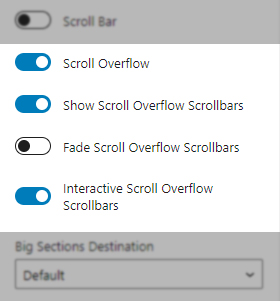 Scroll Bar
Scroll Overflow
Show Scroll Overflow Scrollbars
Fade Scroll Overflow Scrollbars
Interactive Scroll Overflow
Scrollbars
Big Sections Destination
Default